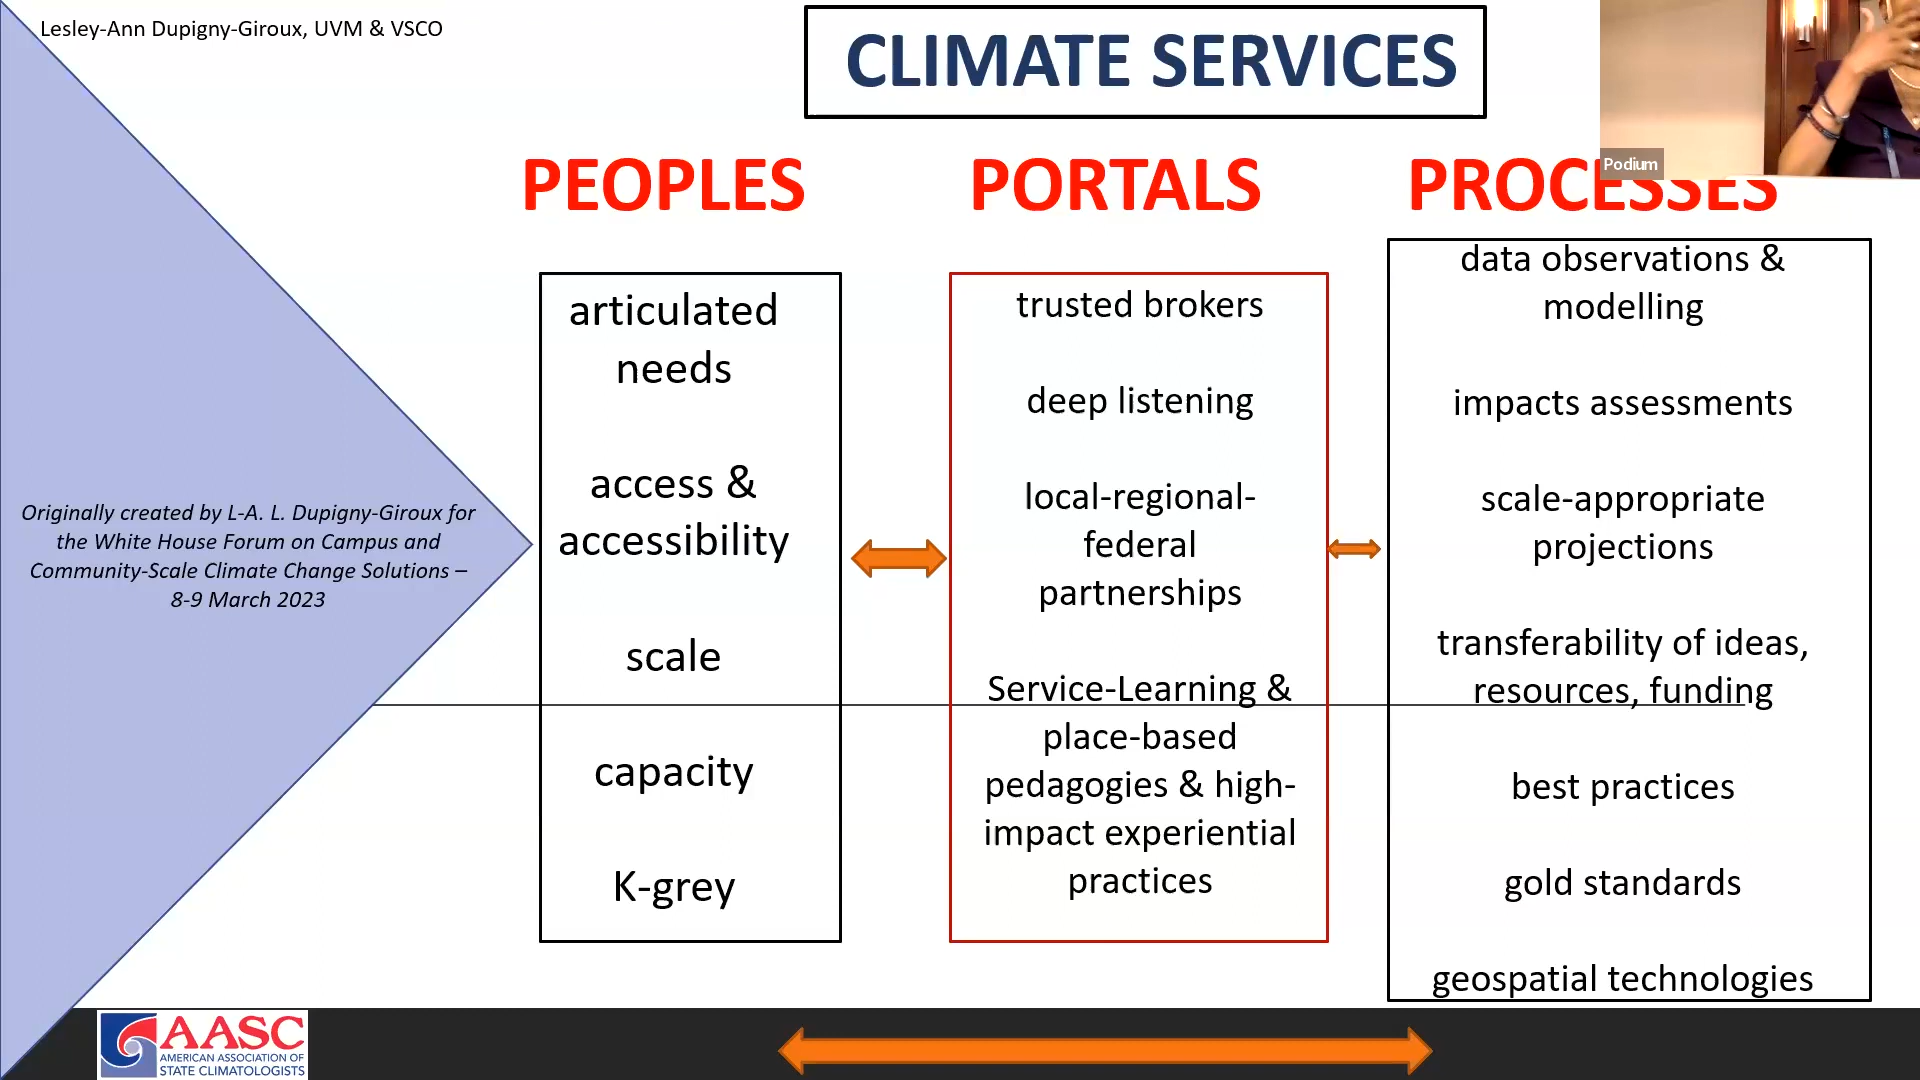 Lesley-Ann Dupigny-Giroux, UVM & VSCO
CLIMATE SERVICES
Podium
PEOPLES
PORTALS
PROCESSES
articulated
needs
access &
accessibility
scale
capacity
K-grey
trusted brokers
deep listening
local-regional-
federal
partnerships
Service-Learning &
place-based
pedagogies & high-
impact experiential
practices
data observations &
modelling
impacts assessments
scale-appropriate
projections
transferability of ideas,
resources, funding
best practices
gold standards
geospatial technologies
Originally created by L-A. L. Dupigny-Giroux for
the White House Forum on Campus and
Community-Scale Climate Change Solutions –
8-9 March 2023
AASC
AMERICAN ASSOCIATION OF
STATE CLIMATOLOGISTS